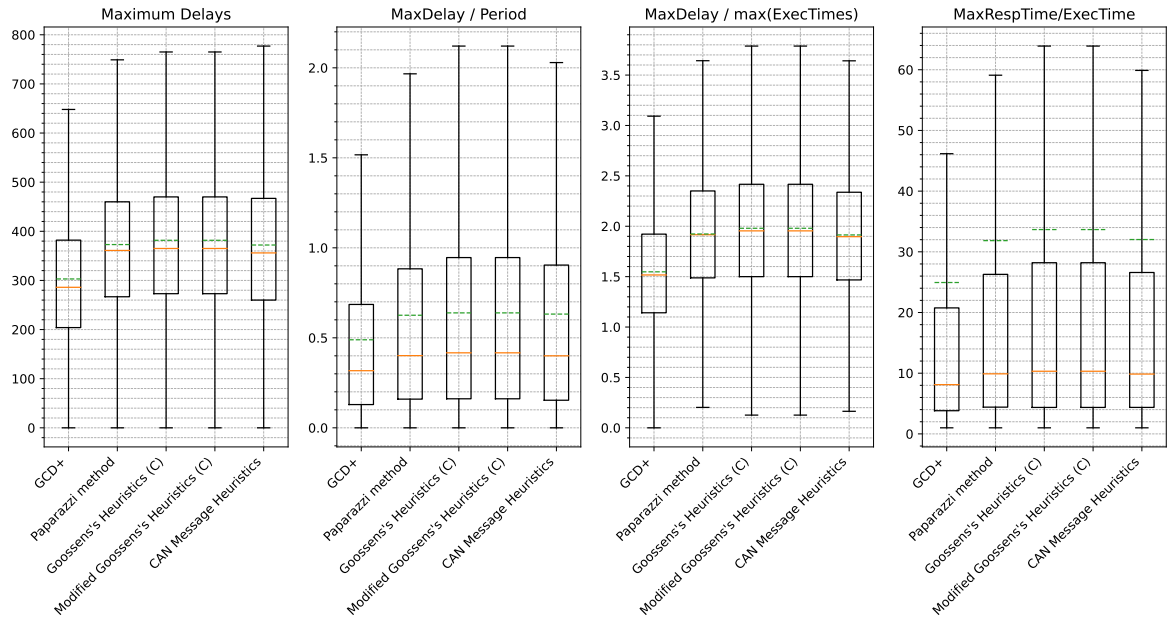 Maximum Delays
800
700
600
500
400
300
200
100
0
GCD+
Paparazzi method
Goossens's Heuristics (C)
Modified Goossens's Heuristics (C)
CAN Message Heuristics
MaxDelay / Period
2.0
1.5
1.0
0.5
0.0
GCD+
Paparazzi method
Goossens's Heuristics (C)
Modified Goossens's Heuristics (C)
CAN Message Heuristics
MaxDelay / max(ExecTimes)
3.5
3.0
2.5
2.0
1.5
1.0
0.5
0.0
GCD+
Paparazzi method
Goossens's Heuristics (C)
Modified Goossens's Heuristics (C)
CAN Message Heuristics
MaxRespTime/ExecTime
60
50
40
30
20
10
0
GCD+
Paparazzi method
Goossens's Heuristics (C)
Modified Goossens's Heuristics (C)
CAN Message Heuristics